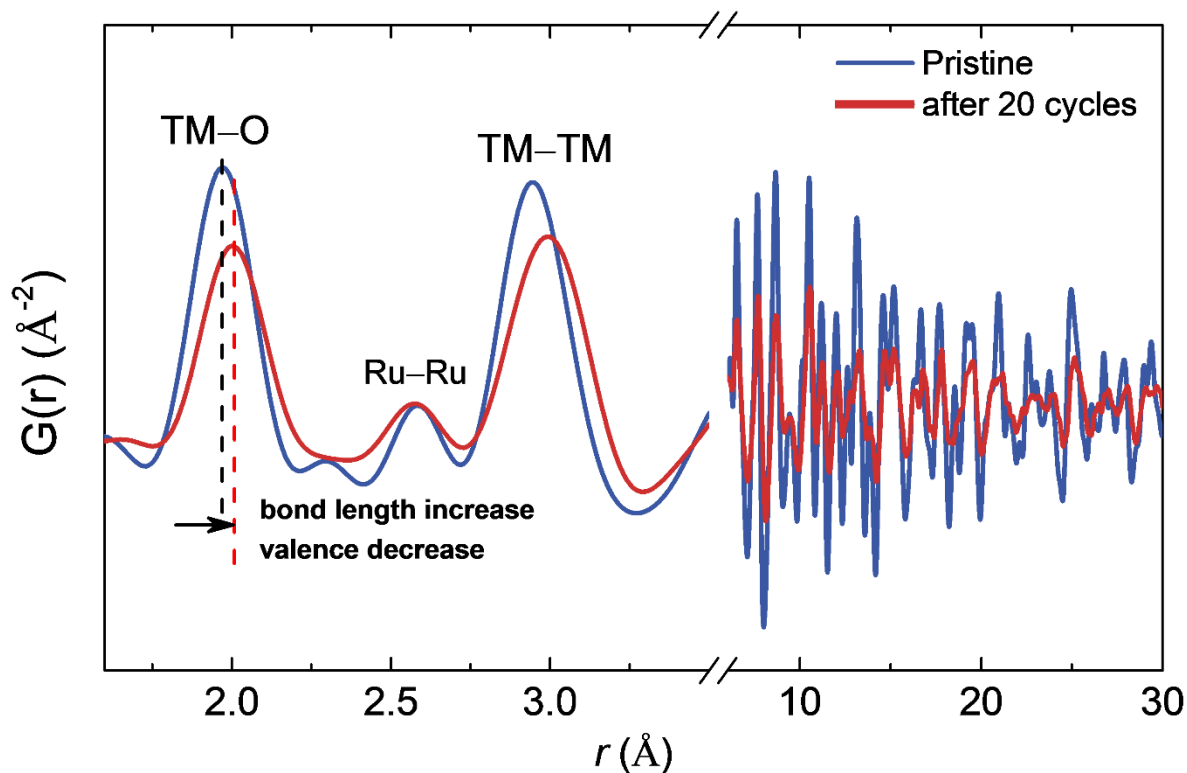 Pristine
after 20 cycles
TM–O
TM–TM
Ru–Ru
bond length increase
valence decrease
G(r) (Å⁻²)
2.0 2.5 3.0 10 20 30
r (Å)